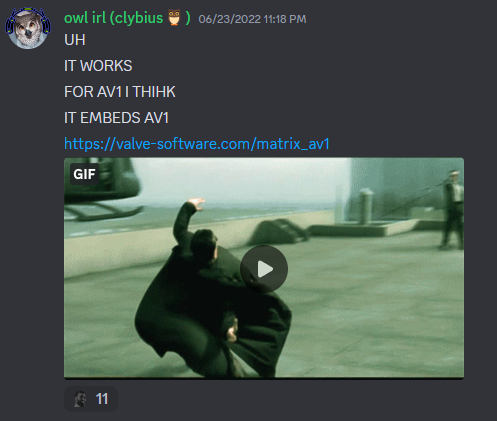 owl irl (clybius 🦉 ) 06/23/2022 11:18 PM
UH
IT WORKS
FOR AV1 I THIHK
IT EMBEDS AV1
https://valve-software.com/matrix_av1
GIF
11